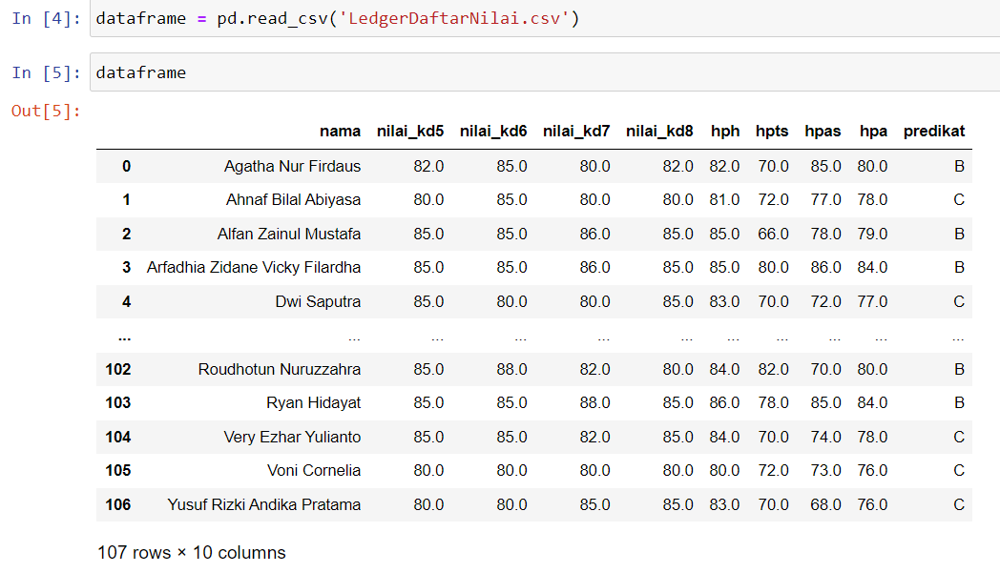 In [4]: dataframe = pd.read_csv('LedgerDaftarNilai.csv')
In [5]: dataframe
Out[5]:
nama nilai_kd5 nilai_kd6 nilai_kd7 nilai_kd8 hph hpts hpas hpa predikat
0 Agatha Nur Firdaus 82.0 85.0 80.0 82.0 82.0 70.0 85.0 80.0 B
1 Ahnaf Bilal Abiyasa 80.0 85.0 80.0 80.0 81.0 72.0 77.0 78.0 C
2 Alfan Zainul Mustafa 85.0 85.0 86.0 85.0 85.0 66.0 78.0 79.0 B
3 Arfadhia Zidane Vicky Filardha 85.0 85.0 86.0 85.0 85.0 80.0 86.0 84.0 B
4 Dwi Saputra 85.0 80.0 80.0 85.0 83.0 70.0 72.0 77.0 C
... ... ... ... ... ... ... ... ... ... ...
102 Roudhotun Nuruzzahra 85.0 88.0 82.0 80.0 84.0 82.0 70.0 80.0 B
103 Ryan Hidayat 85.0 85.0 88.0 85.0 86.0 78.0 85.0 84.0 B
104 Very Ezhar Yulianto 85.0 85.0 82.0 85.0 84.0 70.0 74.0 78.0 C
105 Voni Cornelia 80.0 80.0 80.0 80.0 80.0 72.0 73.0 76.0 C
106 Yusuf Rizki Andika Pratama 80.0 80.0 85.0 85.0 83.0 70.0 68.0 76.0 C
107 rows × 10 columns